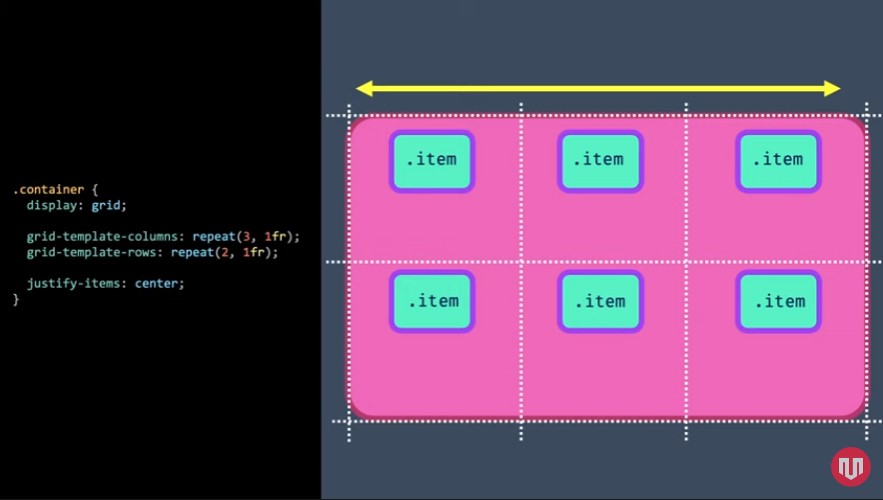 .container {
display: grid;
grid-template-columns: repeat(3, 1fr);
grid-template-rows: repeat(2, 1fr);
justify-items: center;
}
.item .item .item
.item .item .item